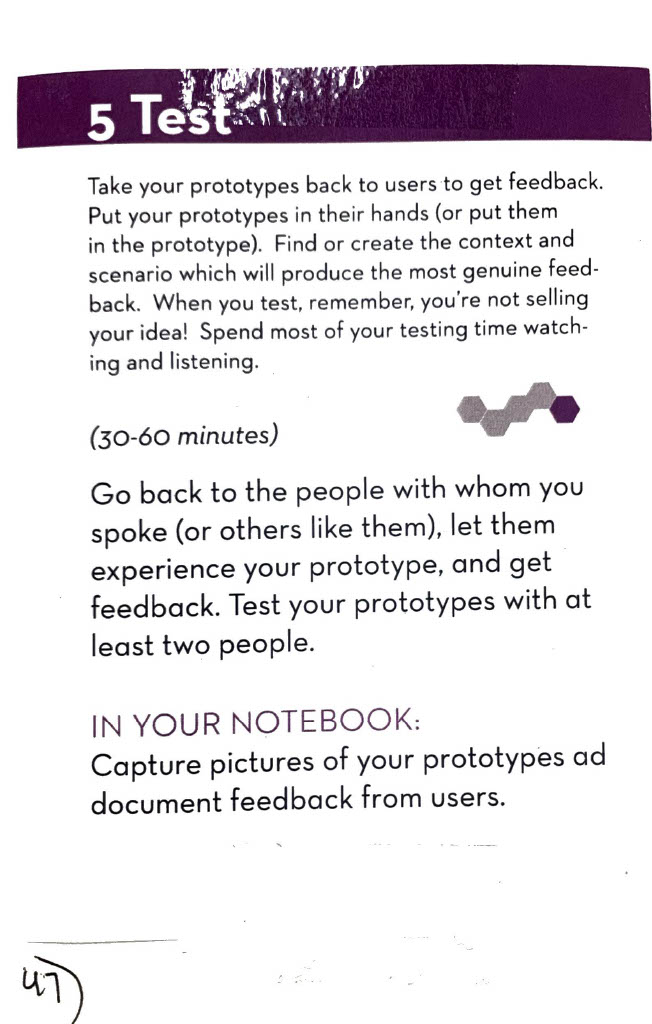 5 Test
Take your prototypes back to users to get feedback.
Put your prototypes in their hands (or put them
in the prototype). Find or create the context and
scenario which will produce the most genuine feed-
back. When you test, remember, you're not selling
your idea! Spend most of your testing time watch-
ing and listening.
(30-60 minutes)
Go back to the people with whom you
spoke (or others like them), let them
experience your prototype, and get
feedback. Test your prototypes with at
least two people.
IN YOUR NOTEBOOK:
Capture pictures of your prototypes ad
document feedback from users.
47)